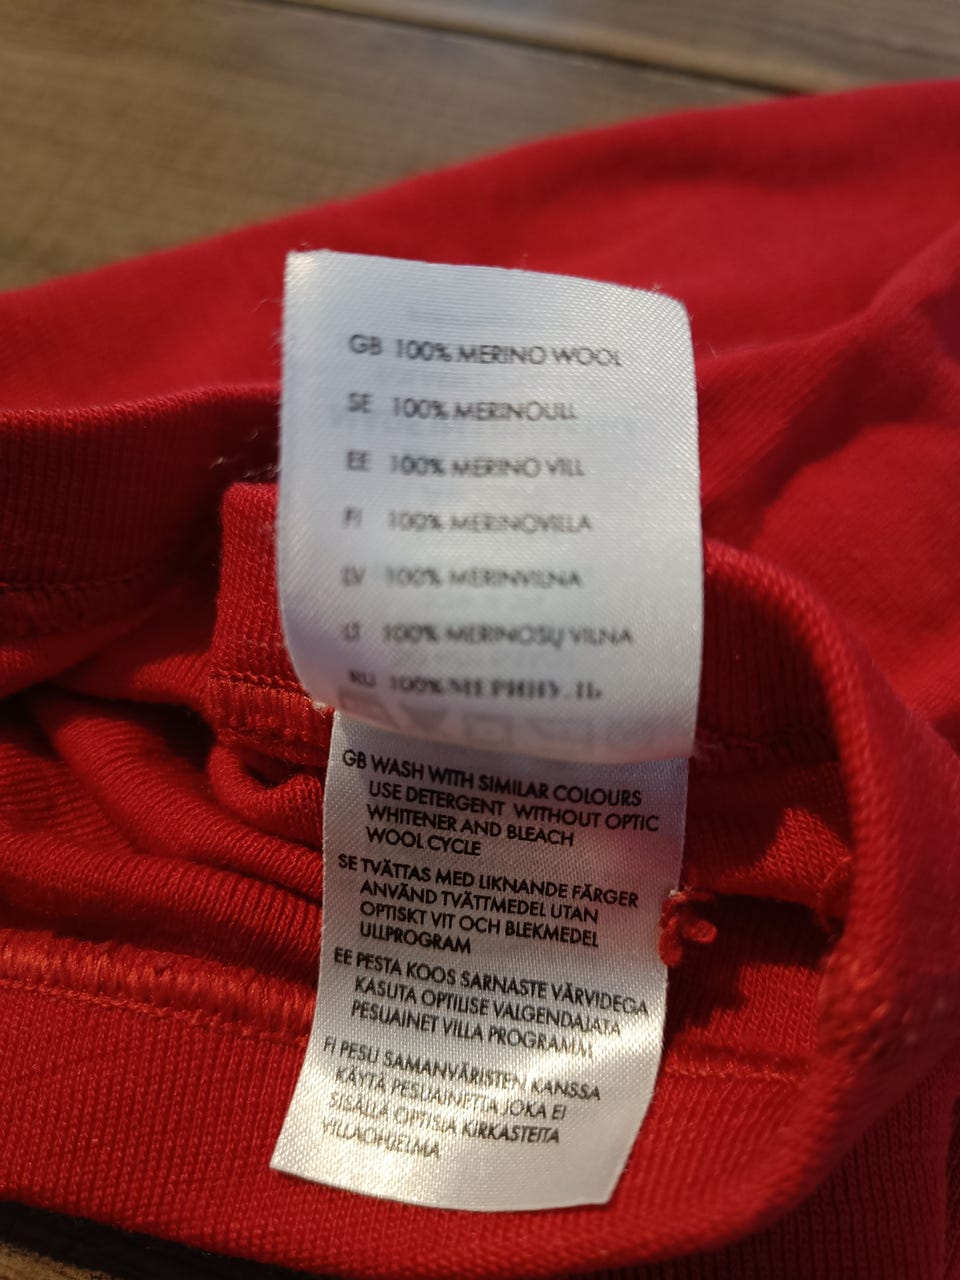 GB 100% MERINO WOOL
SE 100% MERINOULL
EE 100% MERINO VILL
FI 100% MERINOVILLA
LV 100% MERINVILNA
LT 100% MERINOSŲ VILNA
RU 100%
GB WASH WITH SIMILAR COLOURS
USE DETERGENT WITHOUT OPTIC
WHITENER AND BLEACH
WOOL CYCLE
SE TVÄTTAS MED LIKNANDE FÄRGER
ANVÄND TVÄTTMEDEL UTAN
OPTISKT VIT OCH BLEKMEDEL
ULLPROGRAM
EE PESTA KOOS SARNASTE VÄRVIDEGA
KASUTA OPTILISE VALGENDAJATA
PESUAINET VILLA PROGRAMM
FI PESU SAMANVÄRISTEN KANSSA
KÄYTÄ PESUAINETTA JOKA EI
SISÄLLÄ OPTISIA KIRKASTEITA
VILLAOHJELMA